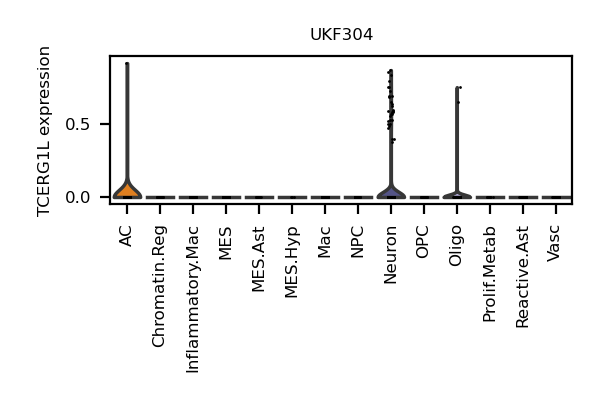 UKF304
TCERG1L expression
0.5
0.0
AC
Chromatin.Reg
Inflammatory.Mac
MES
MES.Ast
MES.Hyp
Mac
NPC
Neuron
OPC
Oligo
Prolif.Metab
Reactive.Ast
Vasc